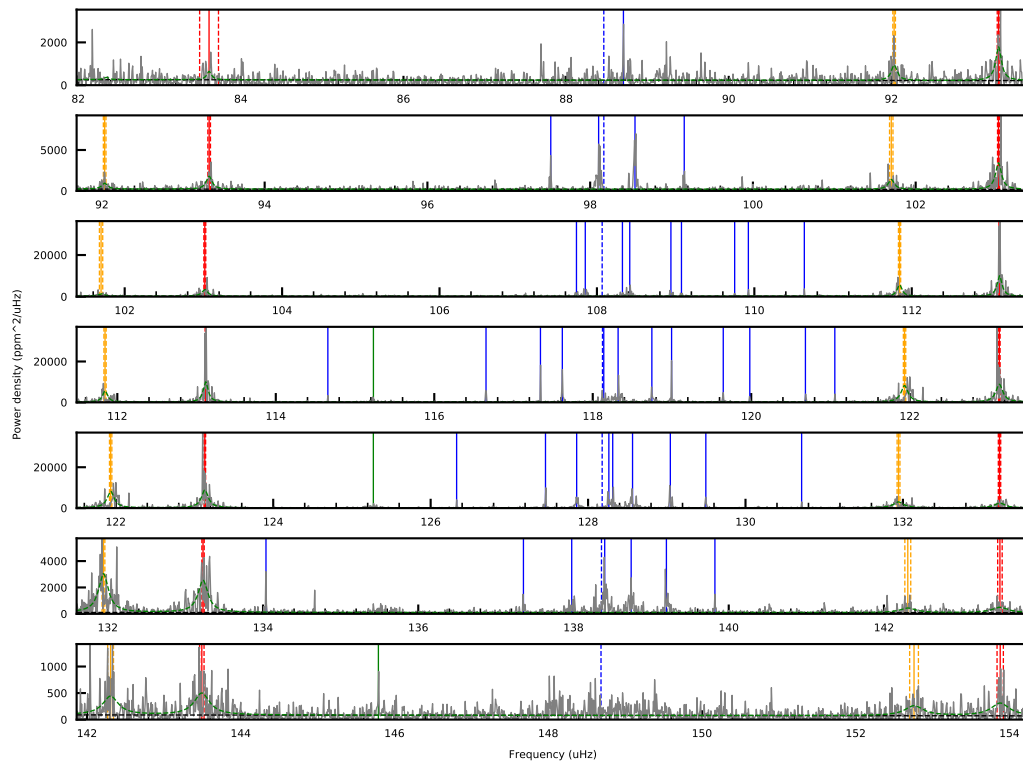 2000
0
82 84 86 88 90 92
5000
0
92 94 96 98 100 102
20000
0
102 104 106 108 110 112
20000
0
112 114 116 118 120 122
20000
0
122 124 126 128 130 132
4000
2000
0
132 134 136 138 140 142
1000
500
0
142 144 146 148 150 152 154
Power density (ppm^2/uHz)
Frequency (uHz)